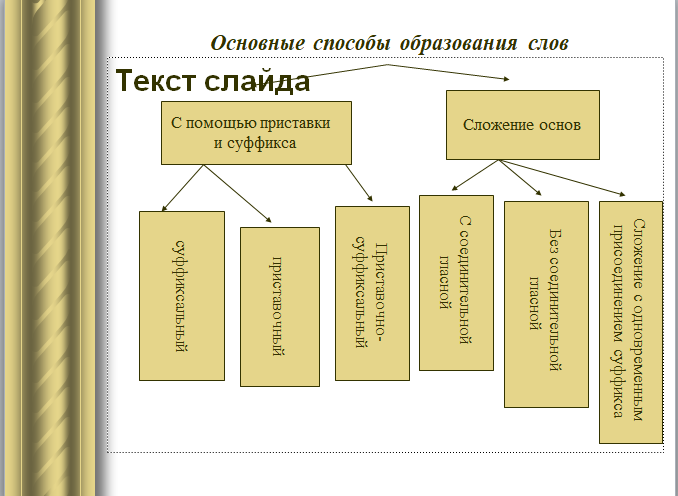 Основные способы образования слов
Текст слайда
С помощью приставки
и суффикса
Сложение основ
суффиксальный
приставочный
Приставочно-
суффиксальный
С соединительной
гласной
Без соединительной
гласной
Сложение с одновременным
присоединением суффикса